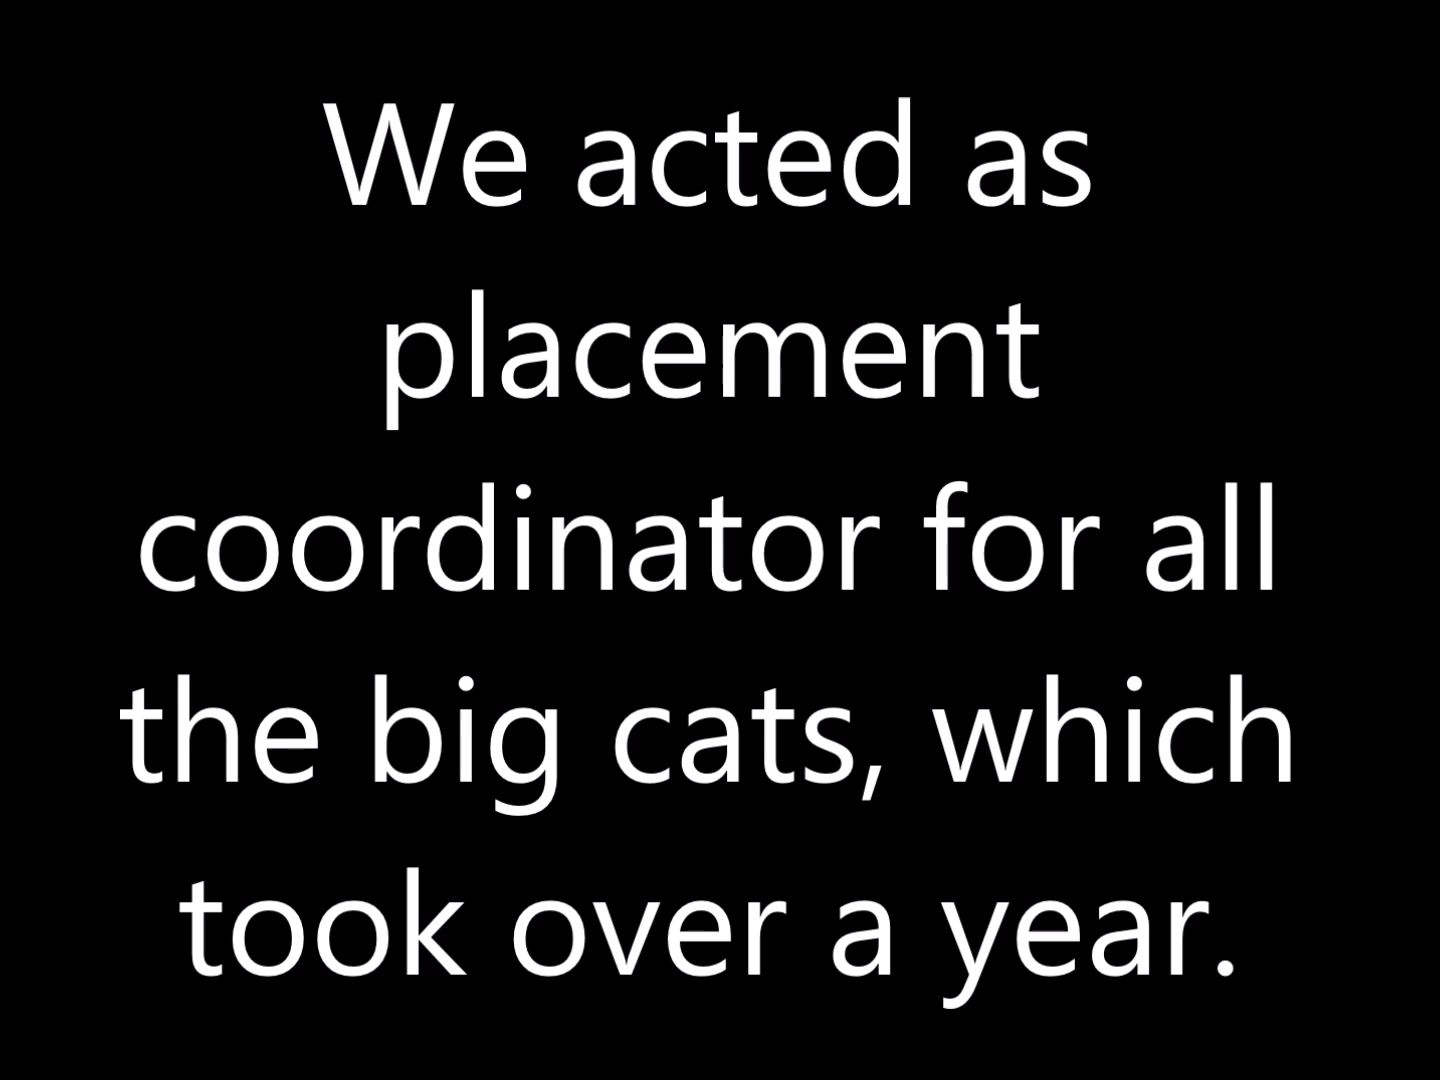 We acted as
placement
coordinator for all
the big cats, which
took over a year.